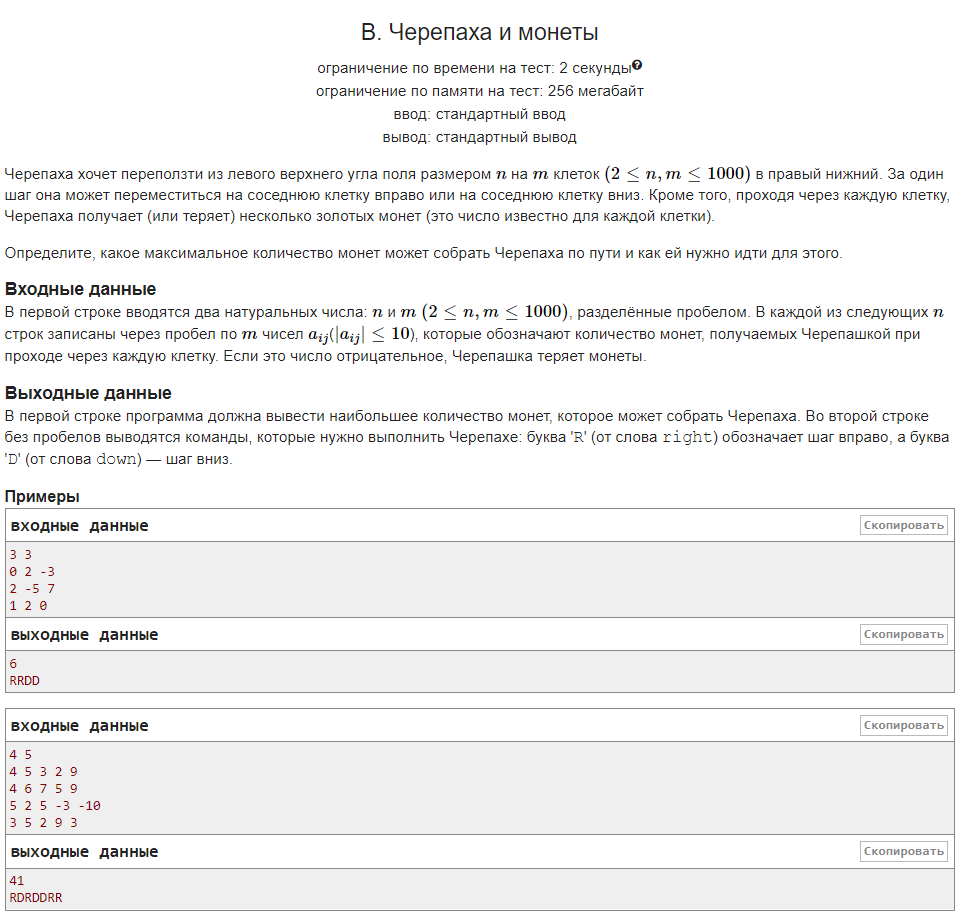 В. Черепаха и монеты
ограничение по времени на тест: 2 секунды?
ограничение по памяти на тест: 256 мегабайт
ввод: стандартный ввод
вывод: стандартный вывод
Черепаха хочет переползти из левого верхнего угла поля размером n на m клеток (2 ≤ n, m ≤ 1000) в правый нижний. За один
шаг она может переместиться на соседнюю клетку вправо или на соседнюю клетку вниз. Кроме того, проходя через каждую клетку,
Черепаха получает (или теряет) несколько золотых монет (это число известно для каждой клетки).
Определите, какое максимальное количество монет может собрать Черепаха по пути и как ей нужно идти для этого.
Входные данные
В первой строке вводятся два натуральных числа: n и m (2 ≤ n, m ≤ 1000), разделённые пробелом. В каждой из следующих n
строк записаны через пробел по m чисел aij(|aij| ≤ 10), которые обозначают количество монет, получаемых Черепашкой при
проходе через каждую клетку. Если это число отрицательное, Черепашка теряет монеты.
Выходные данные
В первой строке программа должна вывести наибольшее количество монет, которое может собрать Черепаха. Во второй строке
без пробелов выводятся команды, которые нужно выполнить Черепахе: буква 'R' (от слова right) обозначает шаг вправо, а буква
'D' (от слова down) — шаг вниз.
Примеры
входные данные Скопировать
3 3
0 2 -3
2 -5 7
1 2 0
выходные данные Скопировать
6
RRDD
входные данные Скопировать
4 5
4 5 3 2 9
4 6 7 5 9
5 2 5 -3 -10
3 5 2 9 3
выходные данные Скопировать
41
RDRDDRR